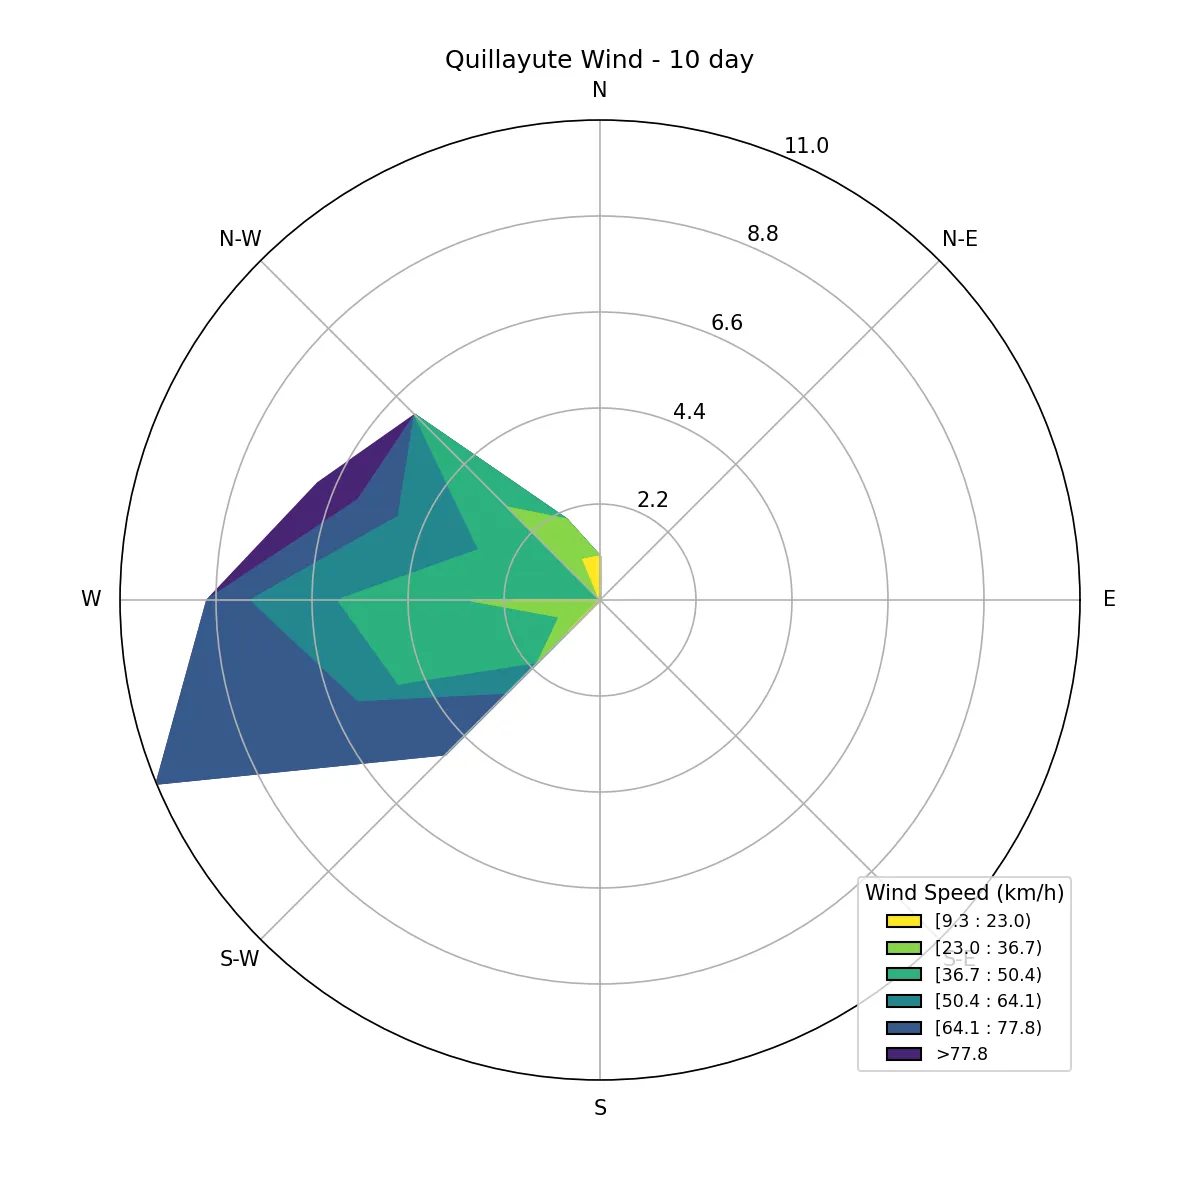 Quillayute Wind - 10 day
N
11.0
N-W
N-E
8.8
6.6
4.4
2.2
W
E
S-W
S-E
Wind Speed (km/h)
[9.3 : 23.0)
[23.0 : 36.7)
[36.7 : 50.4)
[50.4 : 64.1)
[64.1 : 77.8)
>77.8
S